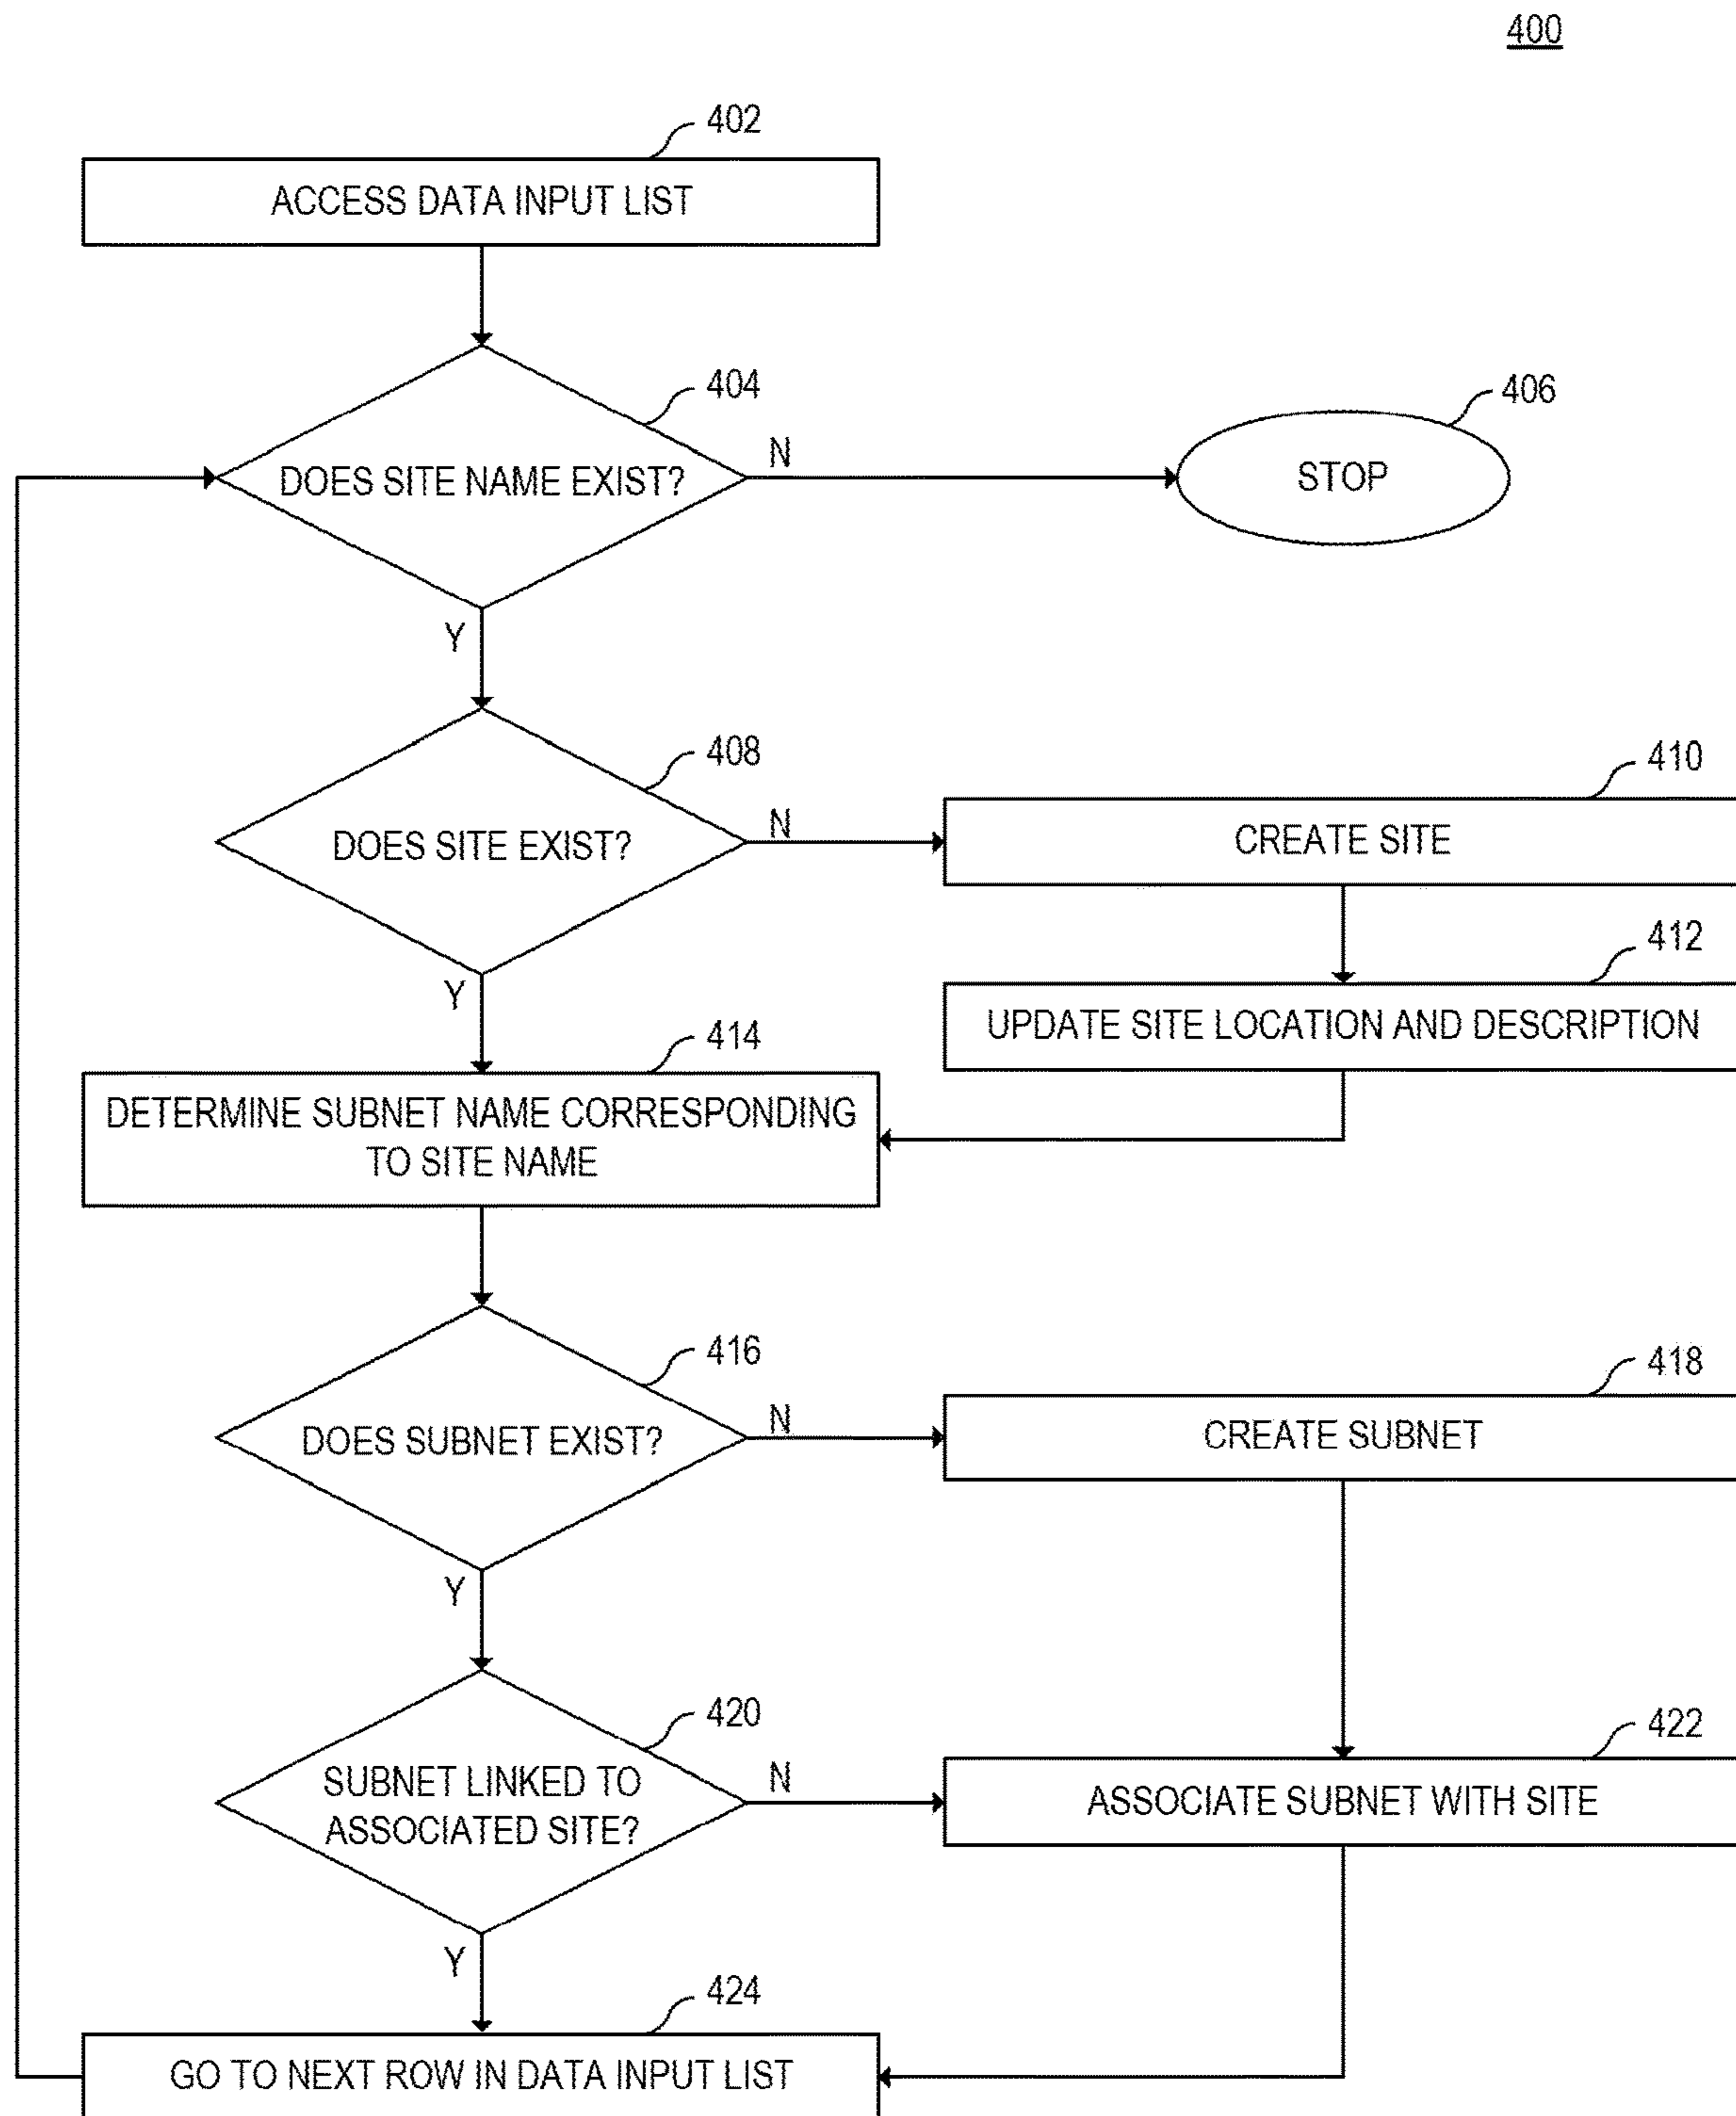 400
402
ACCESS DATA INPUT LIST
404
DOES SITE NAME EXIST?
N
406
STOP
Y
408
DOES SITE EXIST?
N
410
CREATE SITE
412
UPDATE SITE LOCATION AND DESCRIPTION
Y
414
DETERMINE SUBNET NAME CORRESPONDING
TO SITE NAME
416
DOES SUBNET EXIST?
N
418
CREATE SUBNET
Y
420
SUBNET LINKED TO
ASSOCIATED SITE?
N
422
ASSOCIATE SUBNET WITH SITE
Y
424
GO TO NEXT ROW IN DATA INPUT LIST